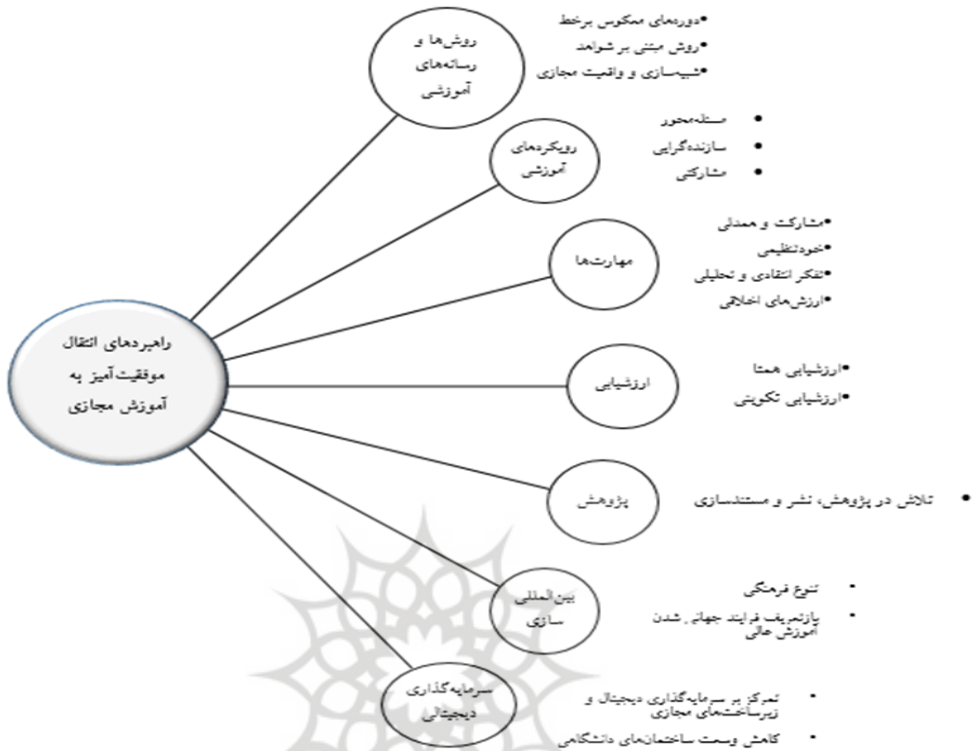 راهبردهای انتقال
موفقیت‌آمیز به
آموزش مجازی
روش‌ها و
رسانه‌های
آموزشی
•دوره‌های معکوس برخط
•روش مبتنی بر شواهد
•شبیه‌سازی و واقعیت مجازی
رویکردهای
آموزشی
• مسئله‌محور
• سازنده‌گرایی
• مشارکتی
مهارت‌ها
•مشارکت و همدلی
•خودتنظیمی
•تفکر انتقادی و تحلیلی
•ارزش‌های اخلاقی
ارزشیابی
•ارزشیابی همتا
•ارزشیابی تکوینی
پژوهش
• تلاش در پژوهش، نشر و مستندسازی
بین‌المللی
سازی
• تنوع فرهنگی
• بازتعریف فرایند جهانی شدن
آموزش عالی
سرمایه‌گذاری
دیجیتالی
• تمرکز بر سرمایه‌گذاری دیجیتال و
زیرساخت‌های مجازی
• کاهش وسعت ساختمان‌های دانشگاهی